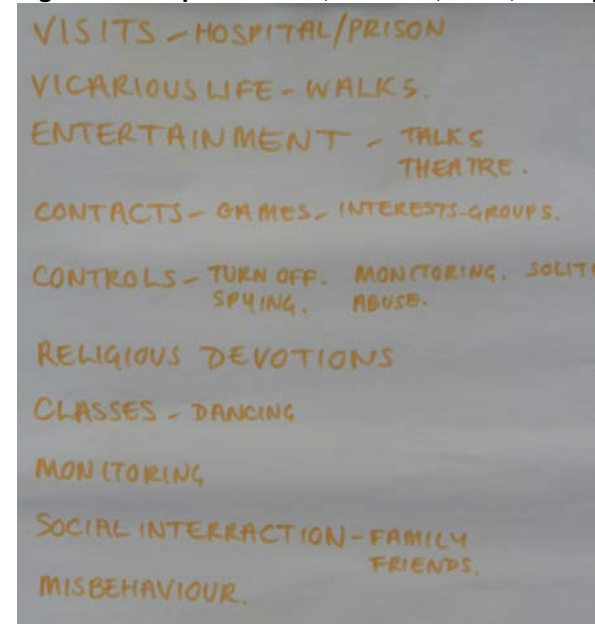 VISITS - HOSPITAL/PRISON
VICARIOUS LIFE - WALKS.
ENTERTAINMENT - TALKS
THEATRE.
CONTACTS - GAMES - INTERESTS - GROUPS.
CONTROLS - TURN OFF. MONITORING.
SPYING. ABUSE.
RELIGIOUS DEVOTIONS
CLASSES - DANCING
MONITORING
SOCIAL INTERRACTION - FAMILY
FRIENDS.
MISBEHAVIOUR.